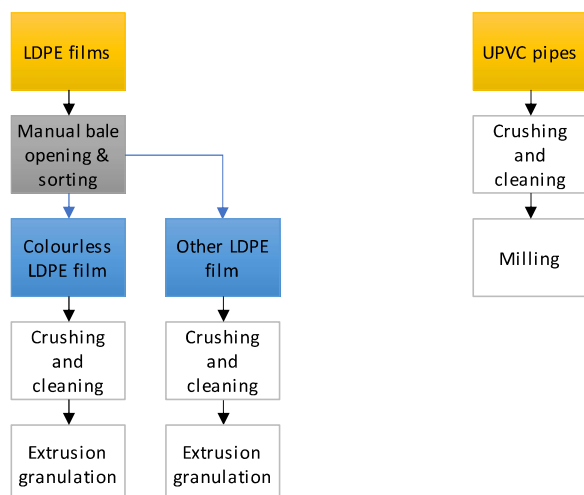 LDPE films
UPVC pipes
Manual bale
opening &
sorting
Crushing
and
cleaning
Colourless
LDPE film
Other LDPE
film
Milling
Crushing
and
cleaning
Crushing
and
cleaning
Extrusion
granulation
Extrusion
granulation